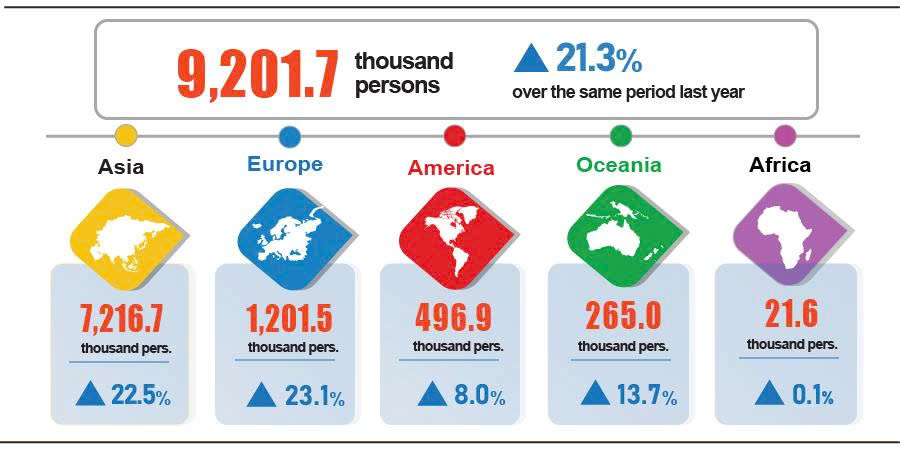 9,201.7 thousand persons
▲ 21.3%
over the same period last year
Asia
Europe
America
Oceania
Africa
7,216.7
thousand pers.
▲ 22.5%
1,201.5
thousand pers.
▲ 23.1%
496.9
thousand pers.
▲ 8.0%
265.0
thousand pers.
▲ 13.7%
21.6
thousand pers.
▲ 0.1%